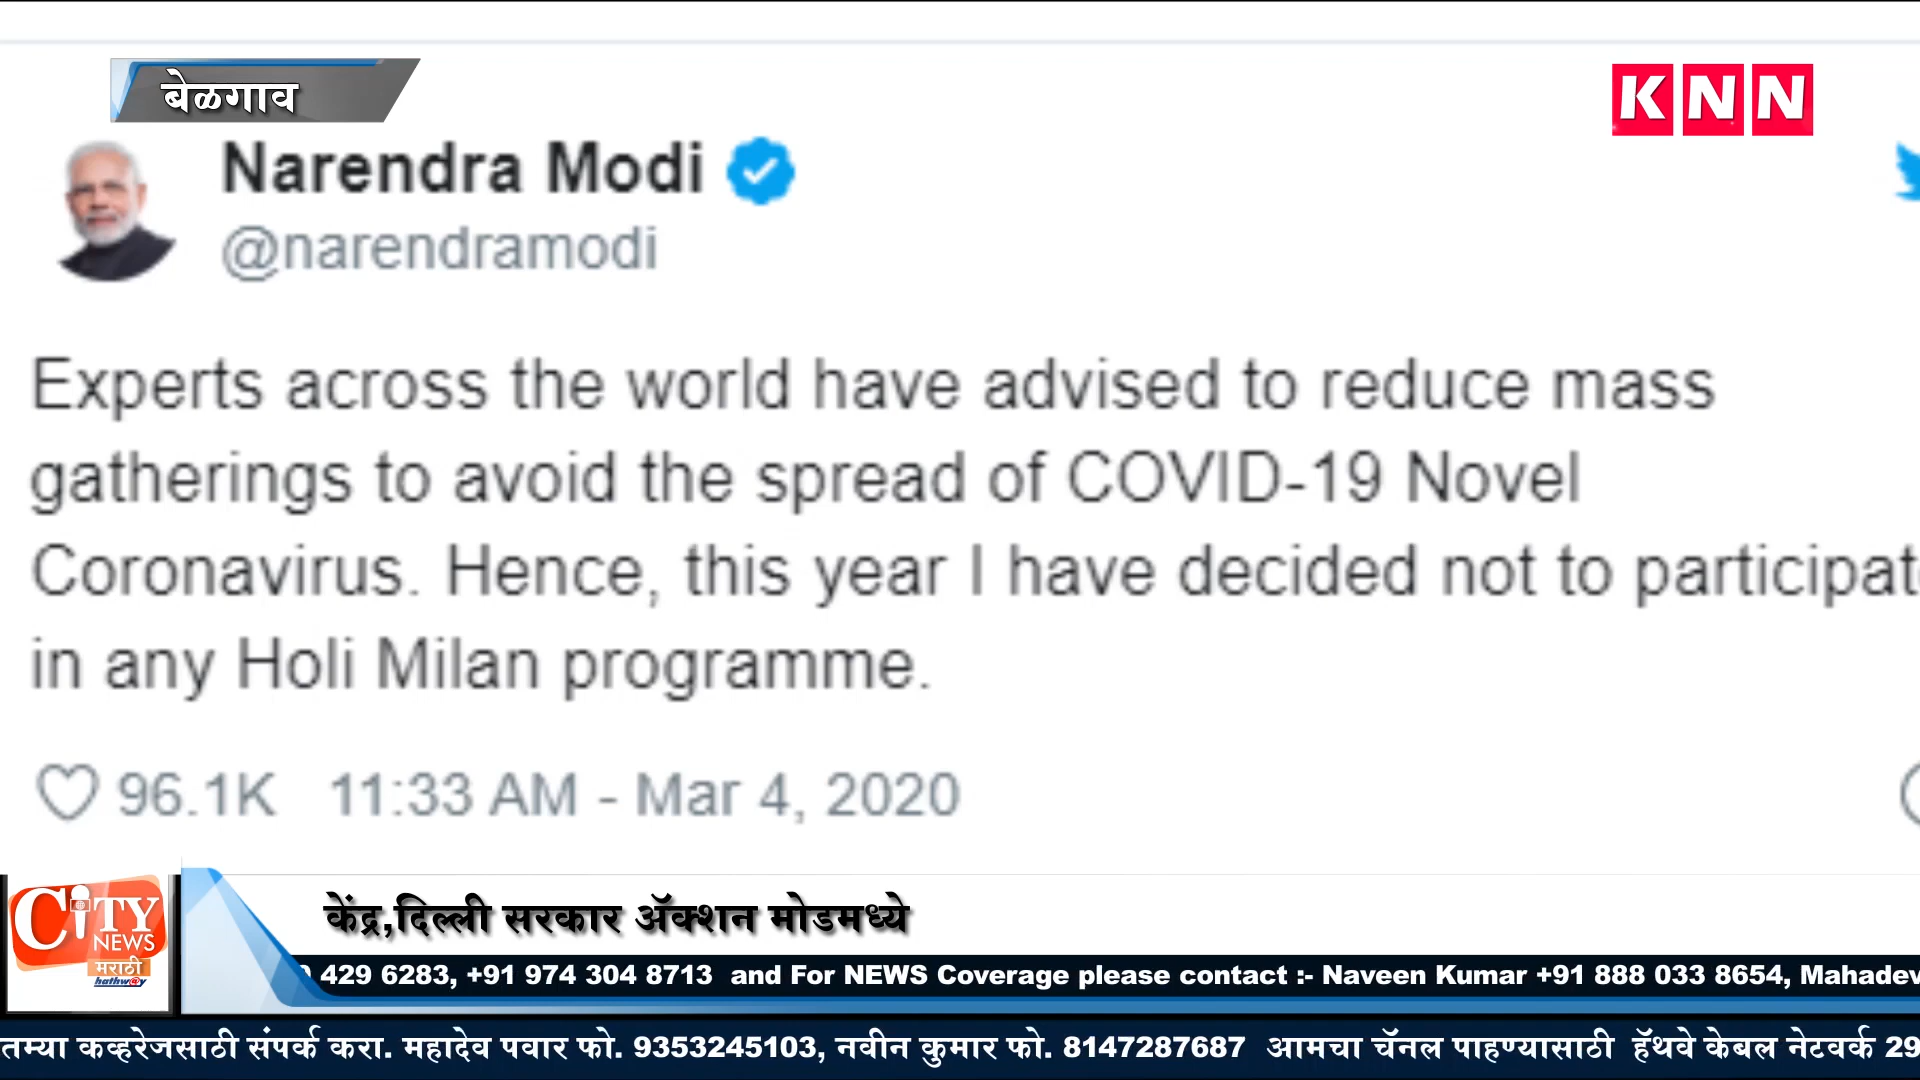 बेळगाव
KNN
Narendra Modi
@narendramodi
Experts across the world have advised to reduce mass
gatherings to avoid the spread of COVID-19 Novel
Coronavirus. Hence, this year I have decided not to participate
in any Holi Milan programme.
96.1K 11:33 AM - Mar 4, 2020
CITY
NEWS
मराठी
hathway
केंद्र,दिल्ली सरकार ॲक्शन मोडमध्ये
429 6283, +91 974 304 8713 and For NEWS Coverage please contact :- Naveen Kumar +91 888 033 8654, Mahadev
तम्या कव्हरेजसाठी संपर्क करा. महादेव पवार फो. 9353245103, नवीन कुमार फो. 8147287687 आमचा चॅनल पाहण्यासाठी हॅथवे केबल नेटवर्क 29